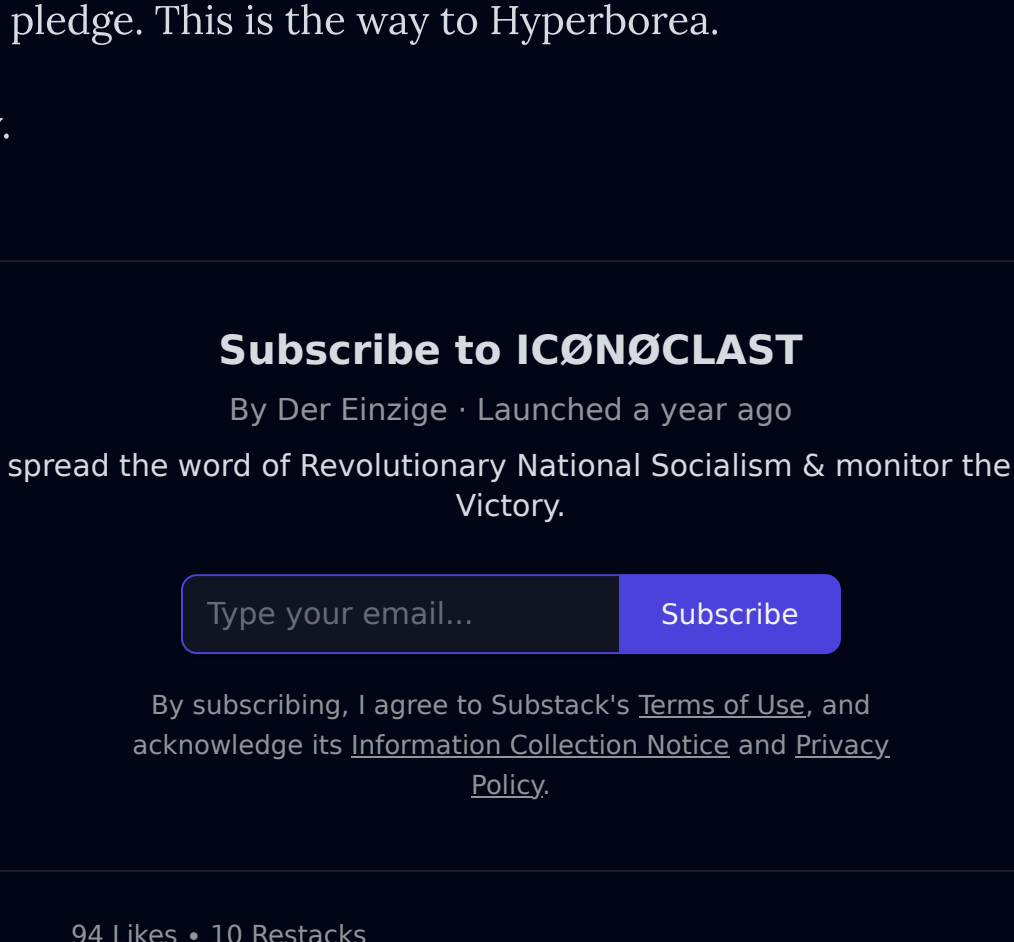 pledge. This is the way to Hyperborea.
.
Subscribe to ICØNØCLAST
By Der Einzige · Launched a year ago
spread the word of Revolutionary National Socialism & monitor the
Victory.
Type your email...
Subscribe
By subscribing, I agree to Substack's Terms of Use, and
acknowledge its Information Collection Notice and Privacy
Policy.
94 Likes • 10 Restacks